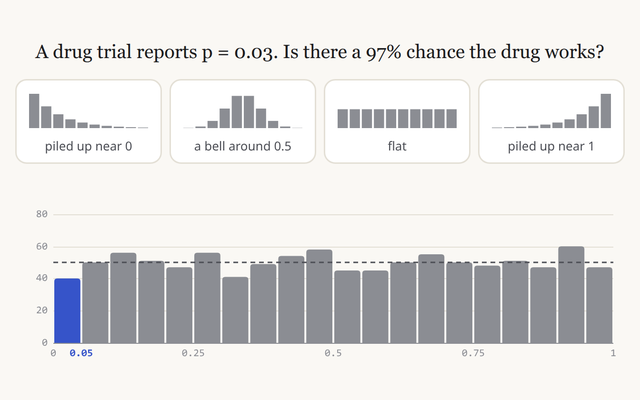 A drug trial reports p = 0.03. Is there a 97% chance the drug works?
piled up near 0
a bell around 0.5
flat
piled up near 1
80
60
40
20
0
0 0.05 0.25 0.5 0.75 1